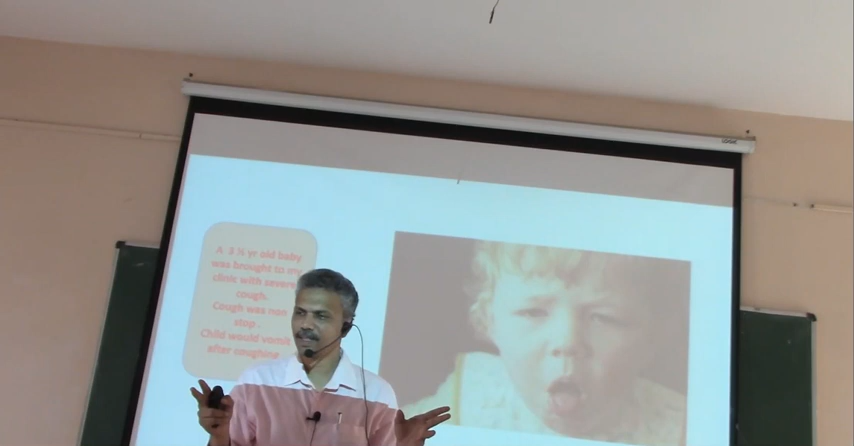 A 3 ½ yr old baby
was brought to my
clinic with severe
cough.
Cough was non
stop .
Child would vomit
after coughing